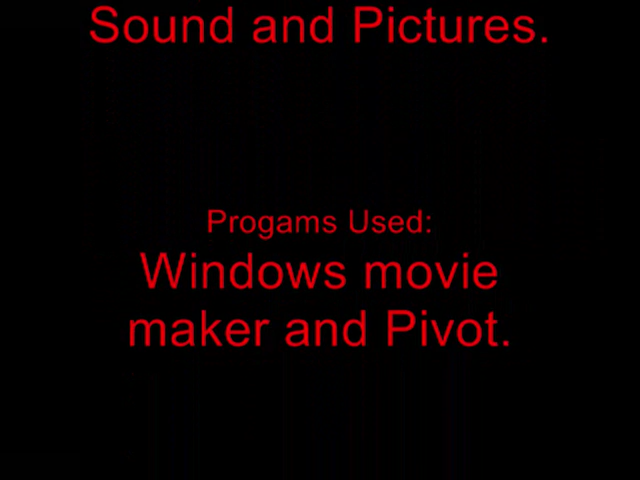 Sound and Pictures.
Progams Used:
Windows movie
maker and Pivot.